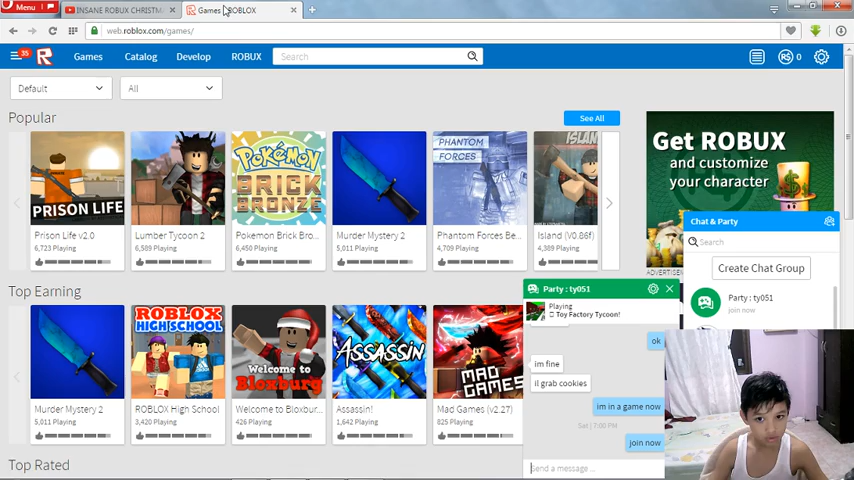 Menu
INSANE ROBUX CHRISTM
Games - ROBLOX
web.roblox.com/games/
35
Games
Catalog
Develop
ROBUX
Search
R$ 0
Default
All
Popular
See All
PRISON LIFE
POKéMON
BRICK
BRONZE
PHANTOM
FORCES
ISLAND
Prison Life v2.0
Lumber Tycoon 2
Pokemon Brick Bro...
Murder Mystery 2
Phantom Forces Be...
Island (V0.86f)
6,723 Playing
6,589 Playing
6,450 Playing
5,011 Playing
4,709 Playing
4,389 Playing
Get ROBUX
and customize
your character
Chat & Party
Search
Create Chat Group
Party : ty051
join now
Top Earning
ROBLOX
HIGH SCHOOL
Welcome to
Bloxburg
ASSASSIN
MAD
GAMES
Murder Mystery 2
ROBLOX High School
Welcome to Bloxbur...
Assassin!
Mad Games (v2.27)
5,011 Playing
3,420 Playing
426 Playing
1,642 Playing
825 Playing
Top Rated
Party : ty051
Playing
Toy Factory Tycoon!
ok
im fine
il grab cookies
im in a game now
Sat | 7:00 PM
join now
Send a message ...